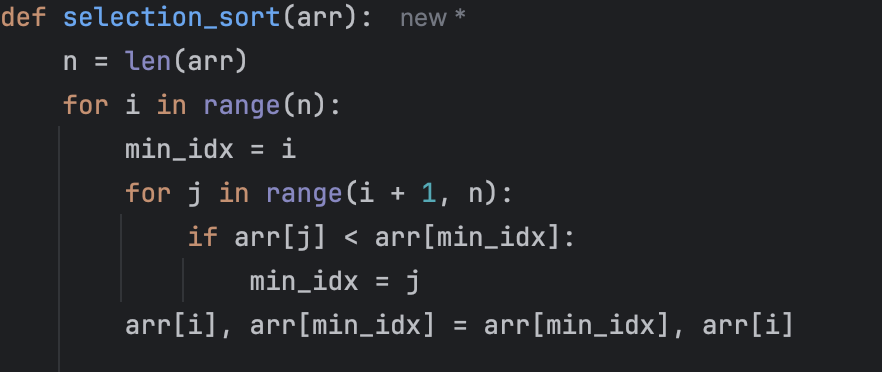 def selection_sort(arr): new *
    n = len(arr)
    for i in range(n):
        min_idx = i
        for j in range(i + 1, n):
            if arr[j] < arr[min_idx]:
                min_idx = j
        arr[i], arr[min_idx] = arr[min_idx], arr[i]